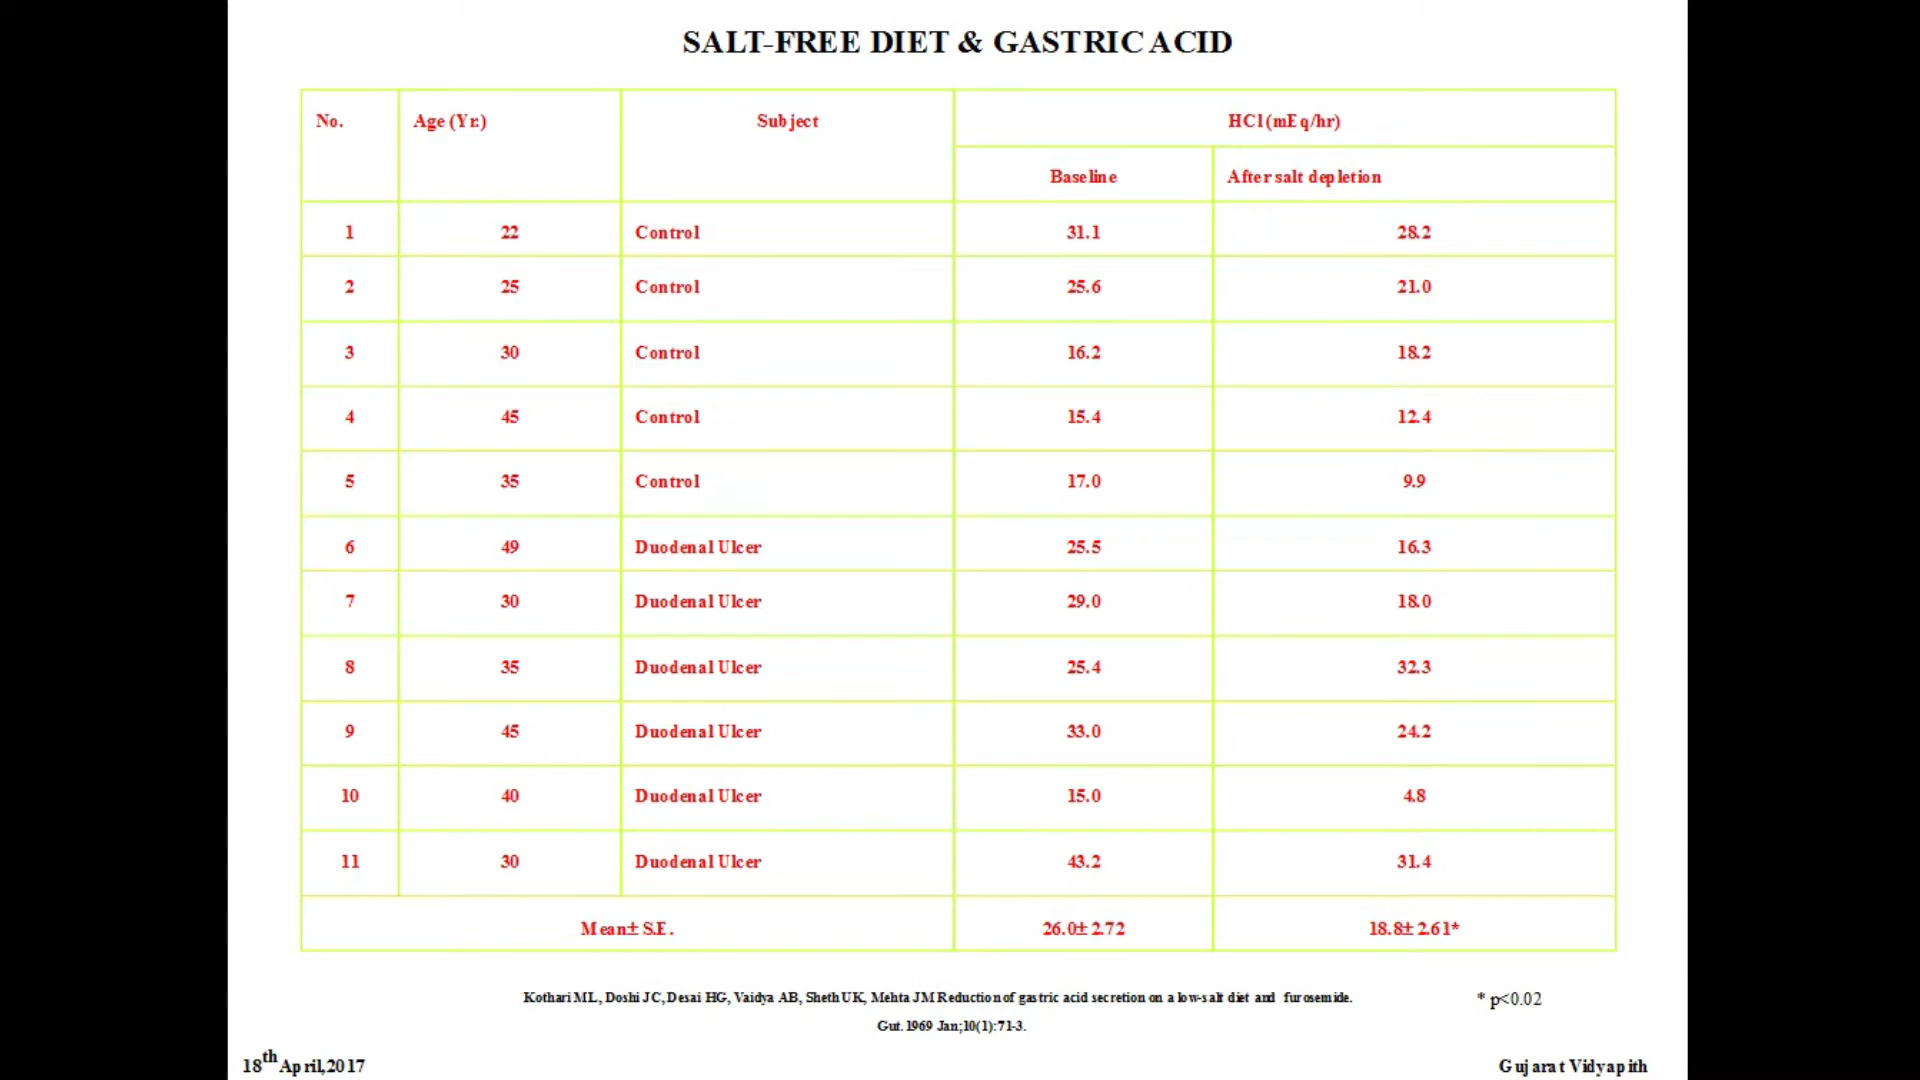 SALT-FREE DIET & GASTRIC ACID
No. Age (Yr.) Subject HCl (mEq/hr)
Baseline After salt depletion
1 22 Control 31.1 28.2
2 25 Control 25.6 21.0
3 30 Control 16.2 18.2
4 45 Control 15.4 12.4
5 35 Control 17.0 9.9
6 49 Duodenal Ulcer 25.5 16.3
7 30 Duodenal Ulcer 29.0 18.0
8 35 Duodenal Ulcer 25.4 32.3
9 45 Duodenal Ulcer 33.0 24.2
10 40 Duodenal Ulcer 15.0 4.8
11 30 Duodenal Ulcer 43.2 31.4
Mean± S.E. 26.0± 2.72 18.8± 2.61*
Kothari ML, Doshi JC, Desai HG, Vaidya AB, Sheth UK, Mehta JM Reduction of gastric acid secretion on a low-salt diet and furosemide. * p<0.02
Gut. 1969 Jan;10(1):71-3.
18th April,2017 Gujarat Vidyapith